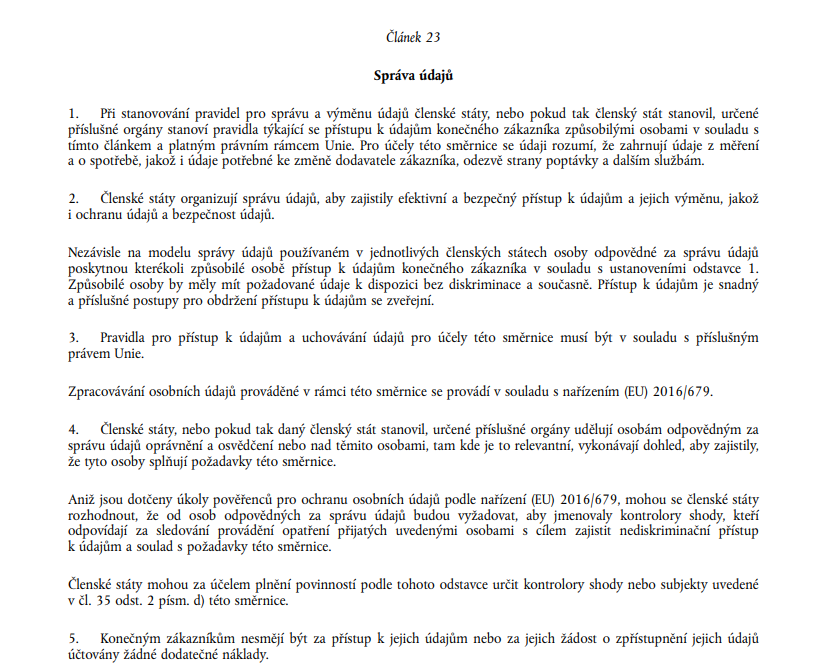 Článek 23
Správa údajů
1. Při stanovování pravidel pro správu a výměnu údajů členské státy, nebo pokud tak členský stát stanovil, určené
příslušné orgány stanoví pravidla týkající se přístupu k údajům konečného zákazníka způsobilými osobami v souladu s
tímto článkem a platným právním rámcem Unie. Pro účely této směrnice se údaji rozumí, že zahrnují údaje z měření
a o spotřebě, jakož i údaje potřebné ke změně dodavatele zákazníka, odezvě strany poptávky a dalším službám.
2. Členské státy organizují správu údajů, aby zajistily efektivní a bezpečný přístup k údajům a jejich výměnu, jakož
i ochranu údajů a bezpečnost údajů.
Nezávisle na modelu správy údajů používaném v jednotlivých členských státech osoby odpovědné za správu údajů
poskytnou kterékoli způsobilé osobě přístup k údajům konečného zákazníka v souladu s ustanoveními odstavce 1.
Způsobilé osoby by měly mít požadované údaje k dispozici bez diskriminace a současně. Přístup k údajům je snadný
a příslušné postupy pro obdržení přístupu k údajům se zveřejní.
3. Pravidla pro přístup k údajům a uchovávání údajů pro účely této směrnice musí být v souladu s příslušným
právem Unie.
Zpracovávání osobních údajů prováděné v rámci této směrnice se provádí v souladu s nařízením (EU) 2016/679.
4. Členské státy, nebo pokud tak daný členský stát stanovil, určené příslušné orgány udělují osobám odpovědným za
správu údajů oprávnění a osvědčení nebo nad těmito osobami, tam kde je to relevantní, vykonávají dohled, aby zajistily,
že tyto osoby splňují požadavky této směrnice.
Aniž jsou dotčeny úkoly pověřenců pro ochranu osobních údajů podle nařízení (EU) 2016/679, mohou se členské státy
rozhodnout, že od osob odpovědných za správu údajů budou vyžadovat, aby jmenovaly kontrolory shody, kteří
odpovídají za sledování provádění opatření přijatých uvedenými osobami s cílem zajistit nediskriminační přístup
k údajům a soulad s požadavky této směrnice.
Členské státy mohou za účelem plnění povinností podle tohoto odstavce určit kontrolory shody nebo subjekty uvedené
v čl. 35 odst. 2 písm. d) této směrnice.
5. Konečným zákazníkům nesmějí být za přístup k jejich údajům nebo za jejich žádost o zpřístupnění jejich údajů
účtovány žádné dodatečné náklady.